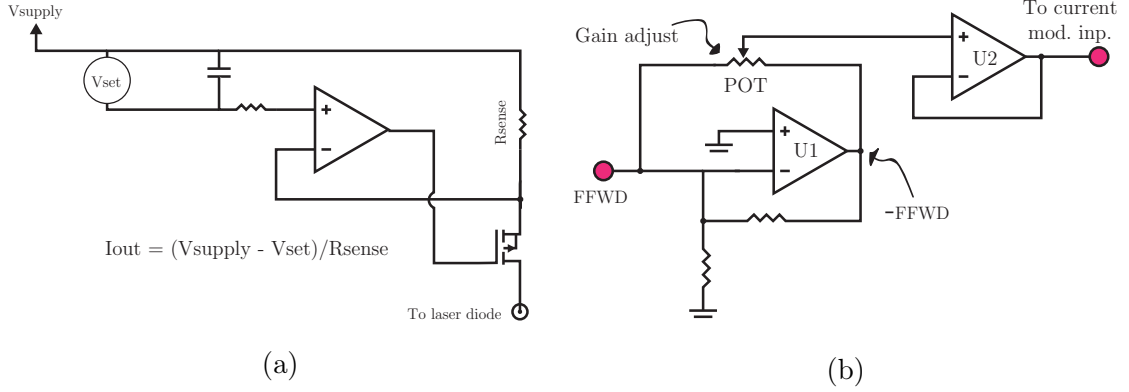 Vsupply
Vset
+
−
Rsense
Iout = (Vsupply - Vset)/Rsense
To laser diode
(a)
To current
mod. inp.
Gain adjust
POT
+
−
U2
+
−
U1
FFWD
-FFWD
(b)